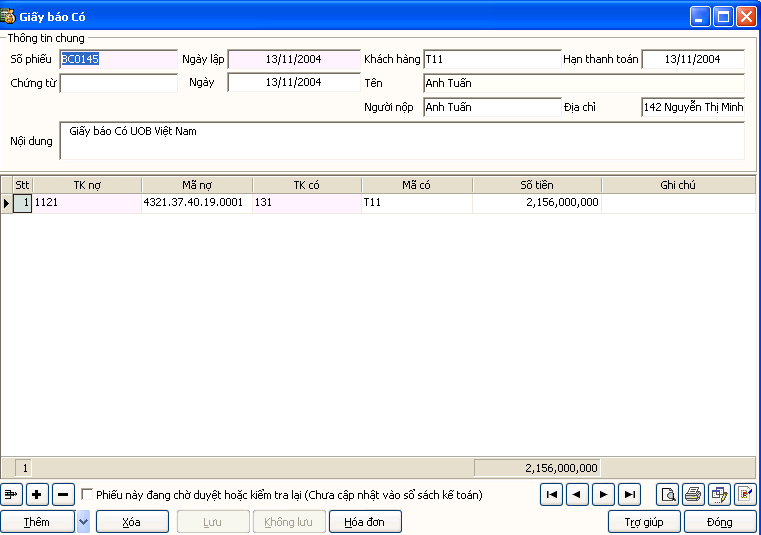 Giấy báo Có
Thông tin chung
Số phiếu BC0145 Ngày lập 13/11/2004 Khách hàng T11 Hạn thanh toán 13/11/2004
Chứng từ Ngày 13/11/2004 Tên Anh Tuấn
Người nộp Anh Tuấn Địa chỉ 142 Nguyễn Thị Minh
Nội dung Giấy báo Có UOB Việt Nam
Stt TK nợ Mã nợ TK có Mã có Số tiền Ghi chú
1 1121 4321.37.40.19.0001 131 T11 2,156,000,000
1 2,156,000,000
Phiếu này đang chờ duyệt hoặc kiểm tra lại (Chưa cập nhật vào sổ sách kế toán)
Thêm Xóa Lưu Không lưu Hóa đơn Trợ giúp Đóng